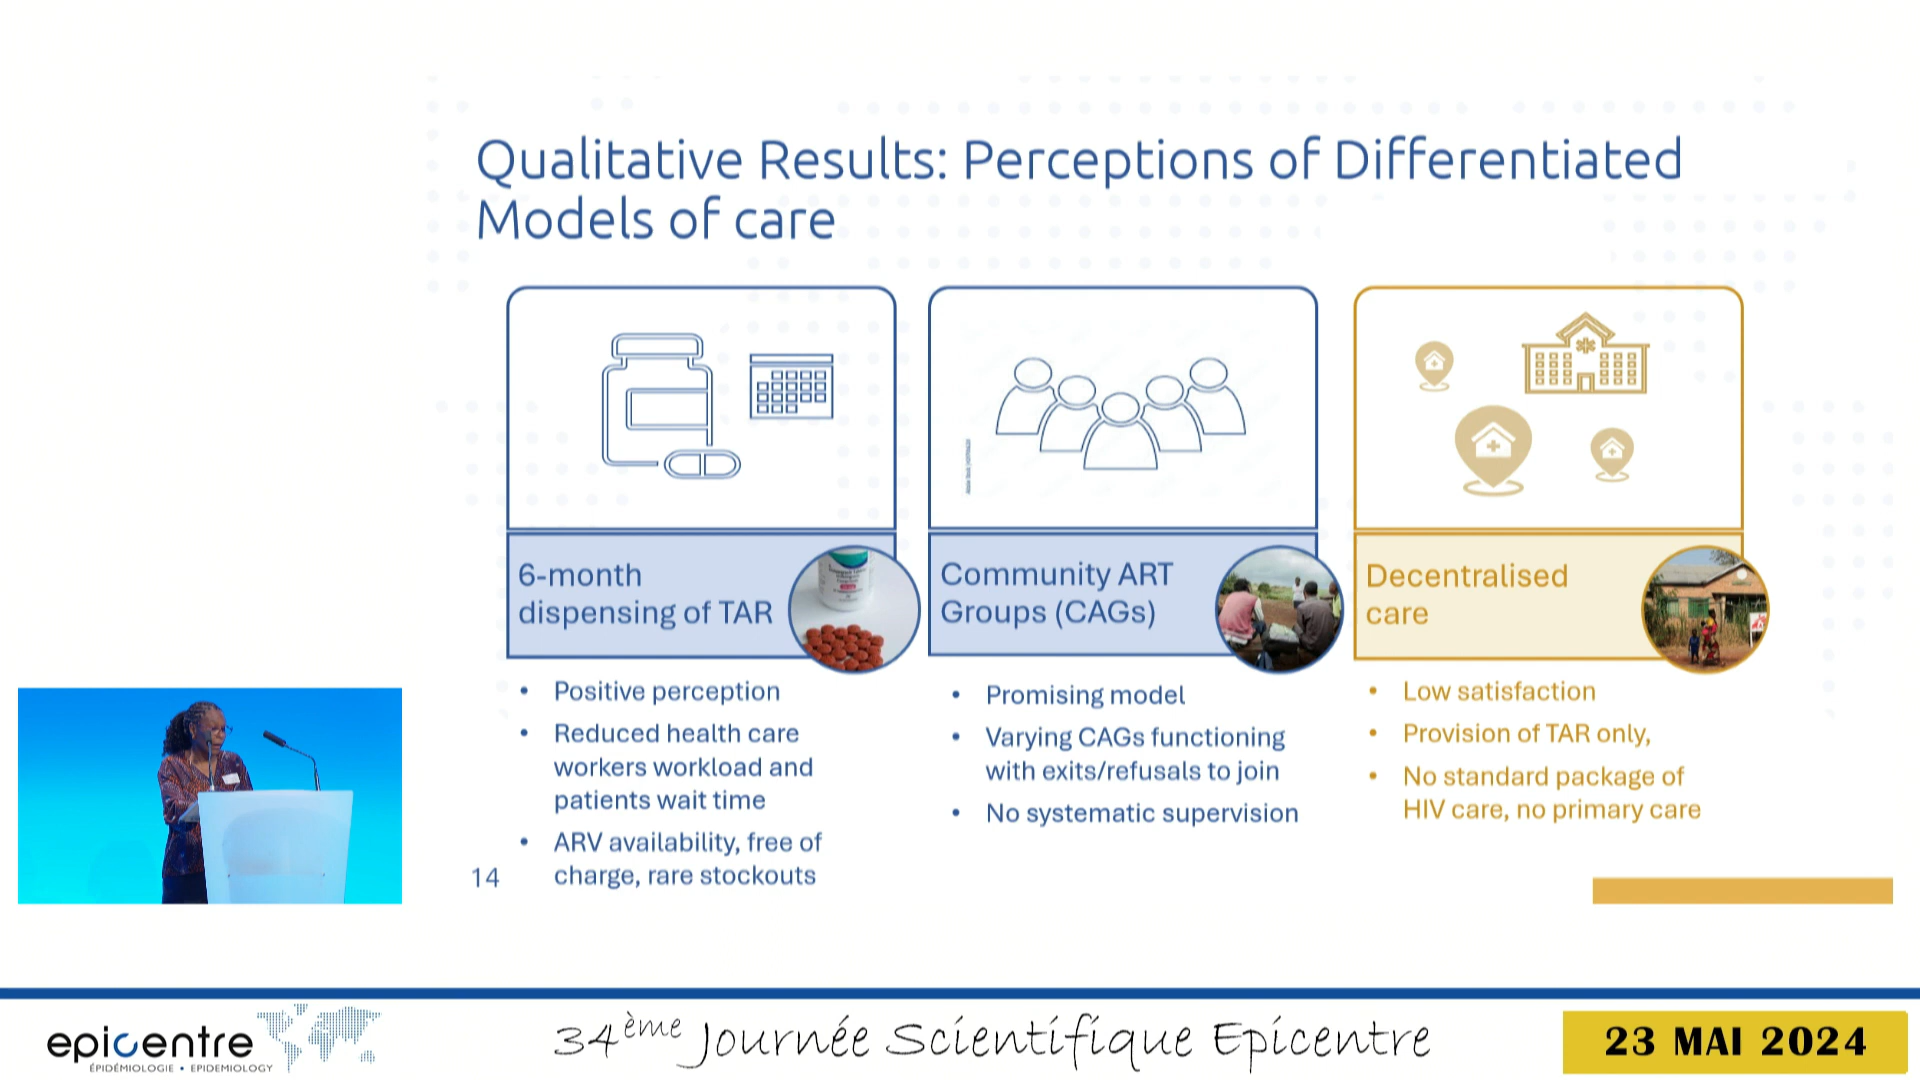 Qualitative Results: Perceptions of Differentiated
Models of care
6-month
dispensing of TAR
Positive perception
Reduced health care
workers workload and
patients wait time
ARV availability, free of
charge, rare stockouts
Community ART
Groups (CAGs)
Promising model
Varying CAGs functioning
with exits/refusals to join
No systematic supervision
Decentralised
care
Low satisfaction
Provision of TAR only,
No standard package of
HIV care, no primary care
14
epicentre
ÉPIDÉMIOLOGIE • EPIDEMIOLOGY
34ème Journée Scientifique Epicentre
23 MAI 2024